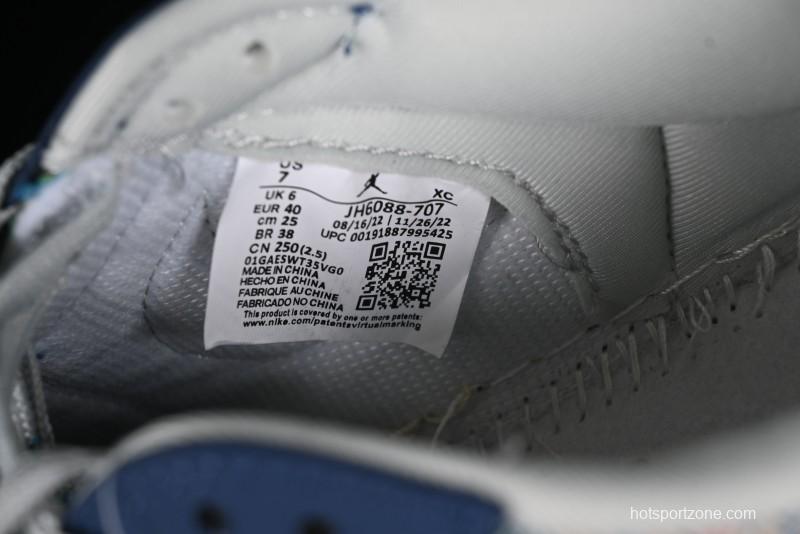 US
7
UK 6
EUR 40
cm 25
BR 38
CN 250(2.5)
XC
JH6088-707
08/16/22 | 11/26/22
UPC 00191887995425
01GAESWT35VG0
MADE IN CHINA
HECHO EN CHINA
FABRIQUE AU CHINE
FABRICADO NO CHINA
This product is covered by one or more patents:
www.nike.com/patentsvirtualmarking
hotsportzone.com